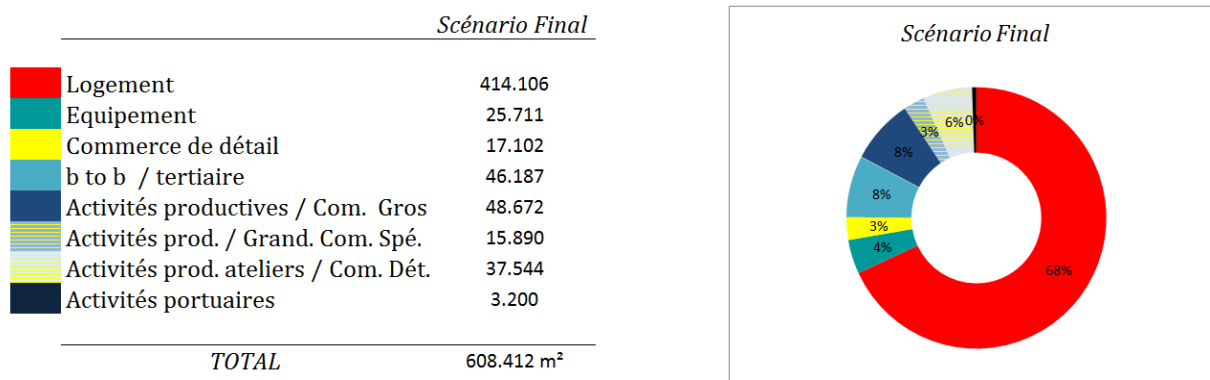 Scénario Final
Logement 414.106
Equipement 25.711
Commerce de détail 17.102
b to b / tertiaire 46.187
Activités productives / Com. Gros 48.672
Activités prod. / Grand. Com. Spé. 15.890
Activités prod. ateliers / Com. Dét. 37.544
Activités portuaires 3.200
TOTAL 608.412 m²
Scénario Final
6% 0%
3%
8%
8%
3%
4%
68%